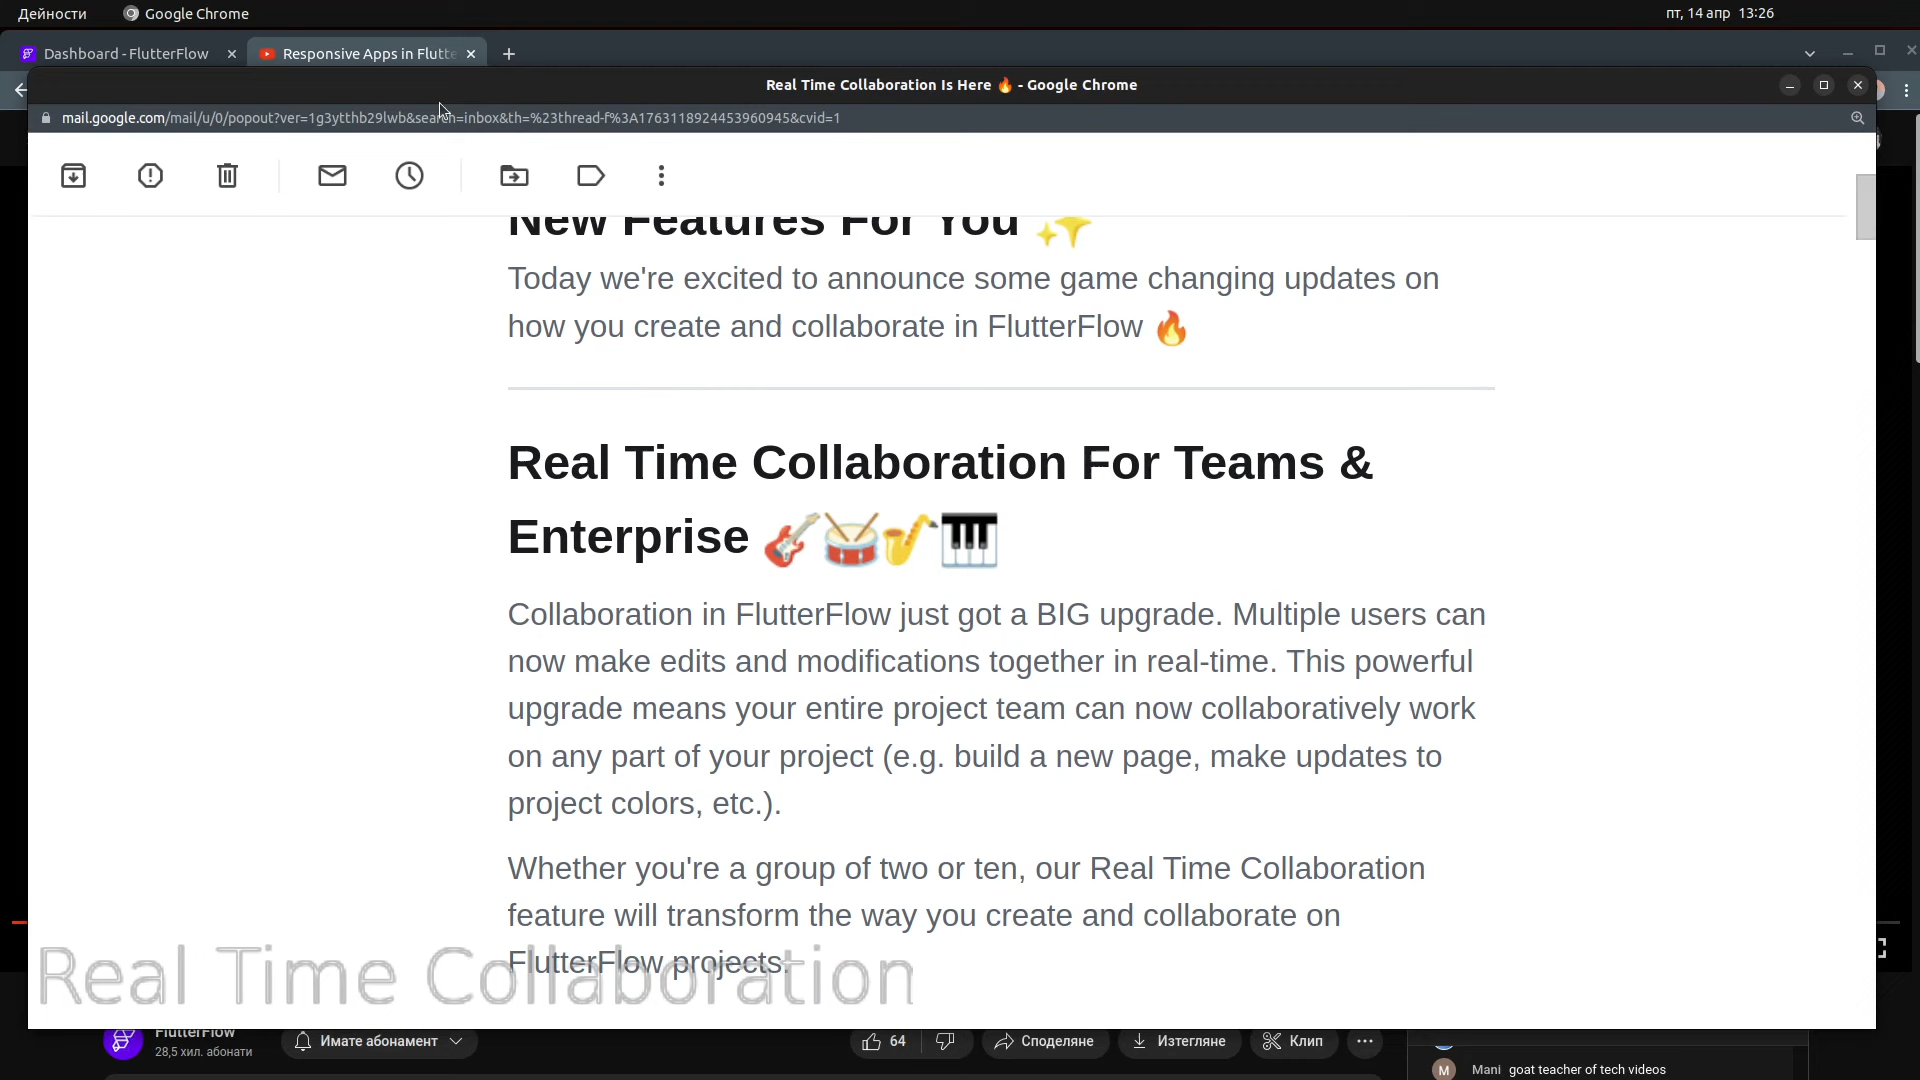 Дейности
Google Chrome
пт, 14 апр 13:26
Dashboard - FlutterFlow
Responsive Apps in Flutte
Real Time Collaboration Is Here 🔥 - Google Chrome
mail.google.com/mail/u/0/popout?ver=1g3ytthb29lwb&search=inbox&th=%23thread-f%3A1763118924453960945&cvid=1
New Features For You ✨
Today we're excited to announce some game changing updates on
how you create and collaborate in FlutterFlow 🔥
Real Time Collaboration For Teams &
Enterprise 🎸🥁🎷🎹
Collaboration in FlutterFlow just got a BIG upgrade. Multiple users can
now make edits and modifications together in real-time. This powerful
upgrade means your entire project team can now collaboratively work
on any part of your project (e.g. build a new page, make updates to
project colors, etc.).
Whether you're a group of two or ten, our Real Time Collaboration
feature will transform the way you create and collaborate on
FlutterFlow projects.
Real Time Collaboration
FlutterFlow
28,5 хил. абонати
Имате абонамент
64
Споделяне
Изтегляне
Клип
M
Mani goat teacher of tech videos